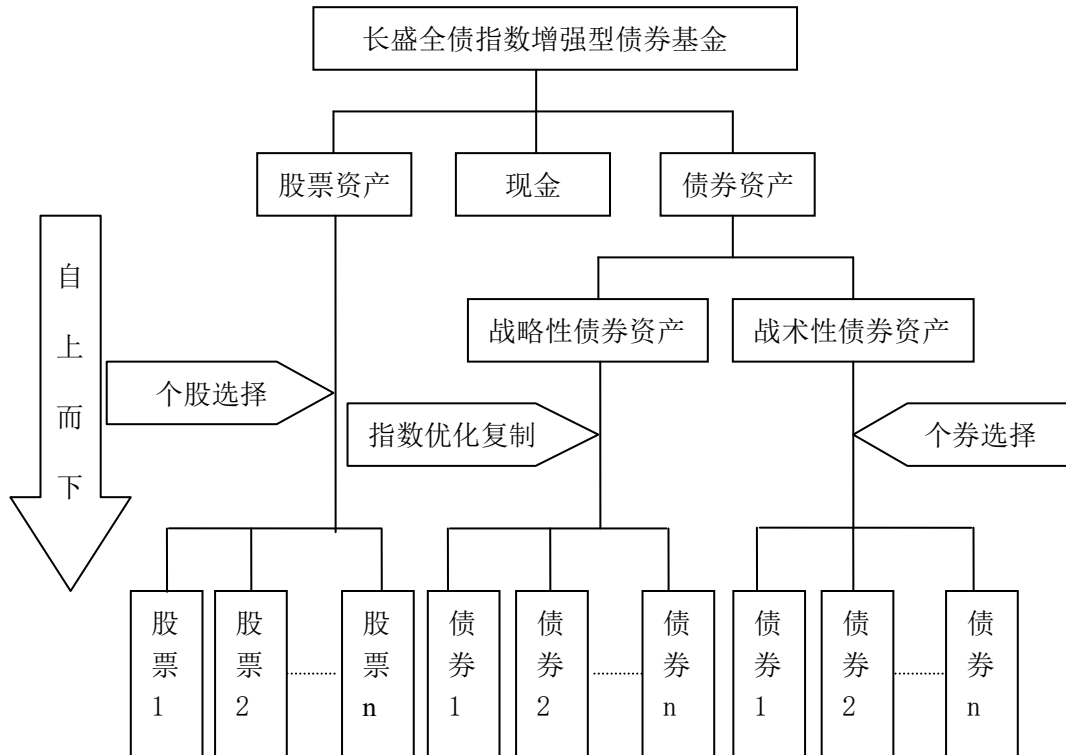 长盛全债指数增强型债券基金
股票资产
现金
债券资产
自上而下
战略性债券资产
战术性债券资产
个股选择
指数优化复制
个券选择
股票1
股票2
股票n
债券1
债券2
债券n
债券1
债券2
债券n